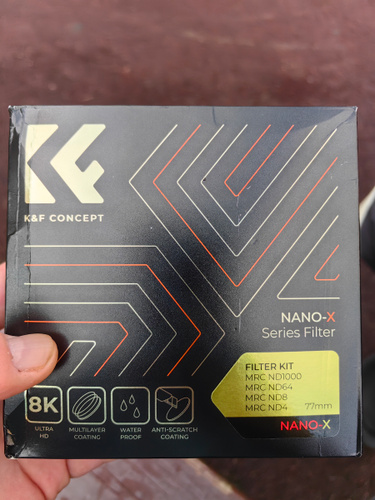 KF
K&F CONCEPT
NANO-X
Series Filter
FILTER KIT
MRC ND1000
MRC ND64
MRC ND8
MRC ND4 77mm
NANO-X
8K
ULTRA
HD
MULTILAYER
COATING
WATER
PROOF
ANTI-SCRATCH
COATING